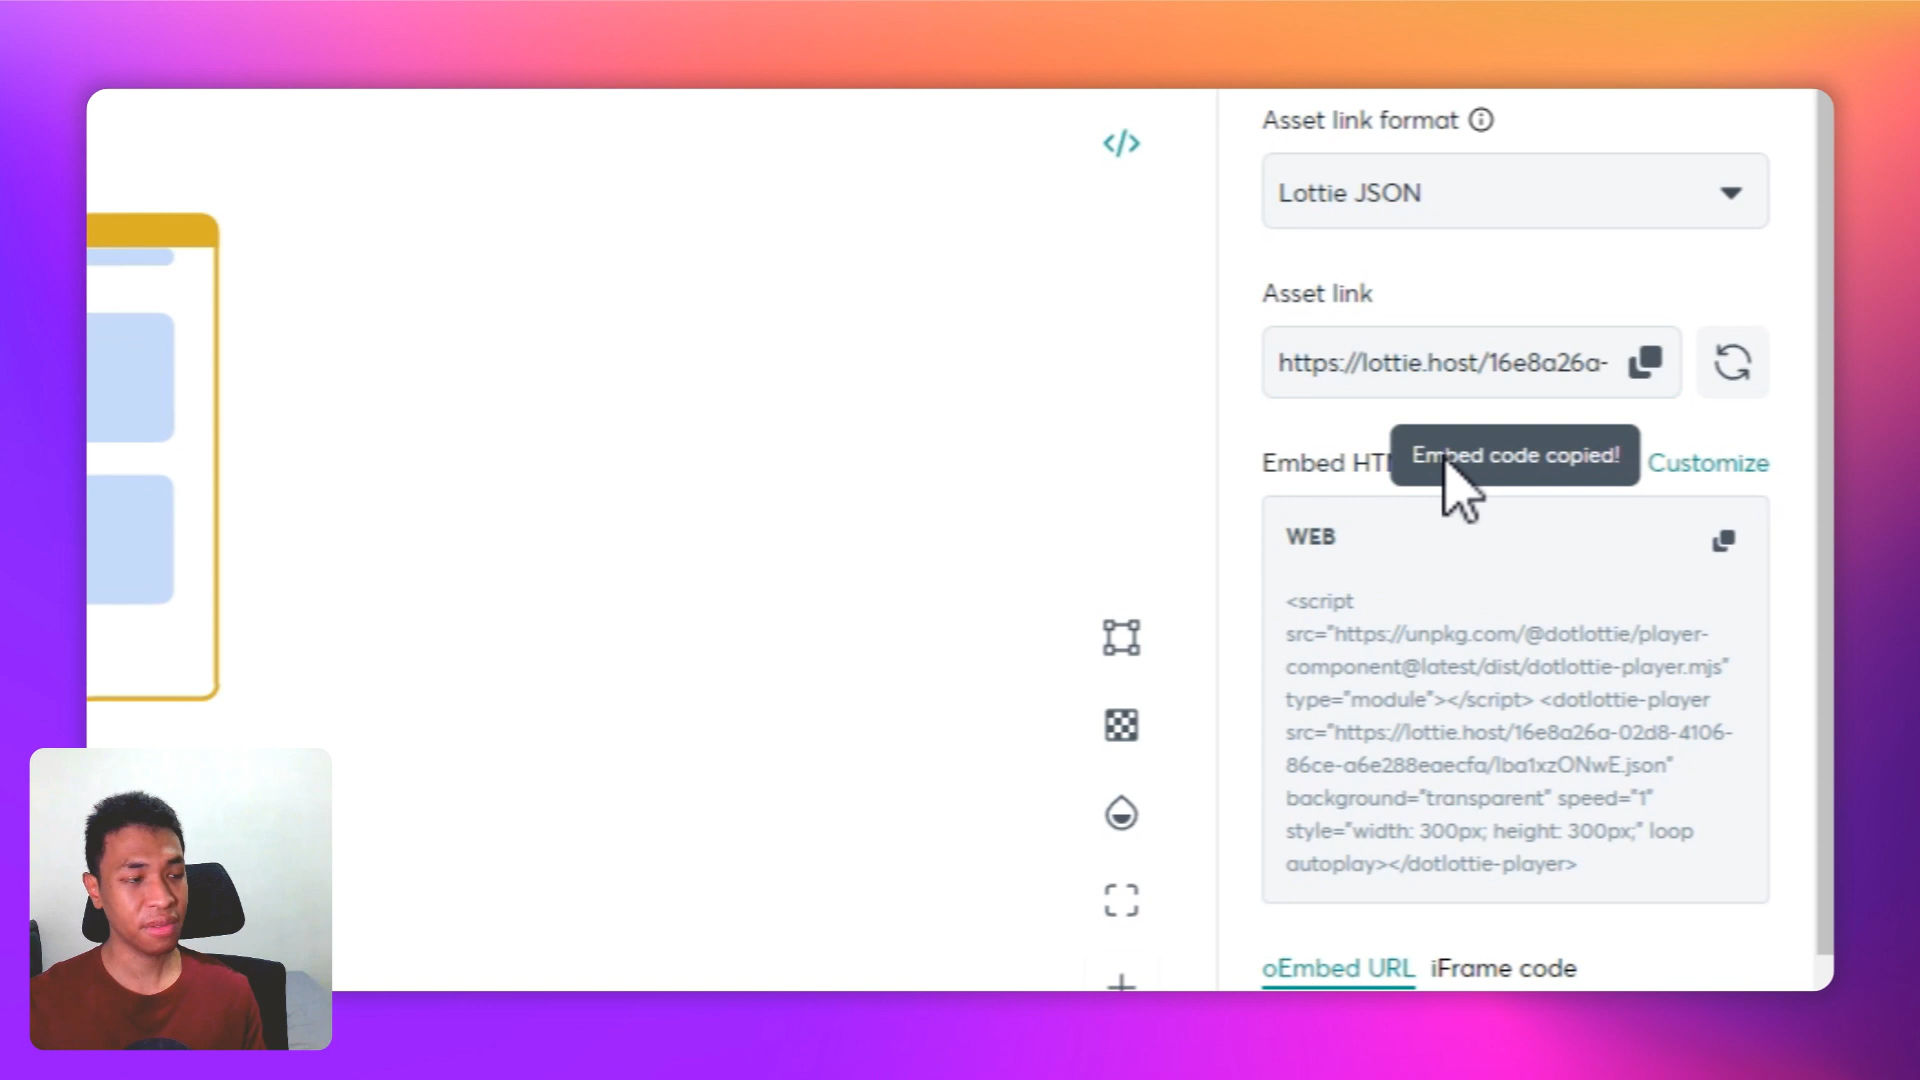 </>
Asset link format
Lottie JSON
Asset link
https://lottie.host/16e8a26a-
Embed code copied!
Embed HT
Customize
WEB
<script
src="https://unpkg.com/@dotlottie/player-
component@latest/dist/dotlottie-player.mjs"
type="module"></script> <dotlottie-player
src="https://lottie.host/16e8a26a-02d8-4106-
86ce-a6e288eaecfa/lba1xzONwE.json"
background="transparent" speed="1"
style="width: 300px; height: 300px;" loop
autoplay></dotlottie-player>
oEmbed URL iFrame code